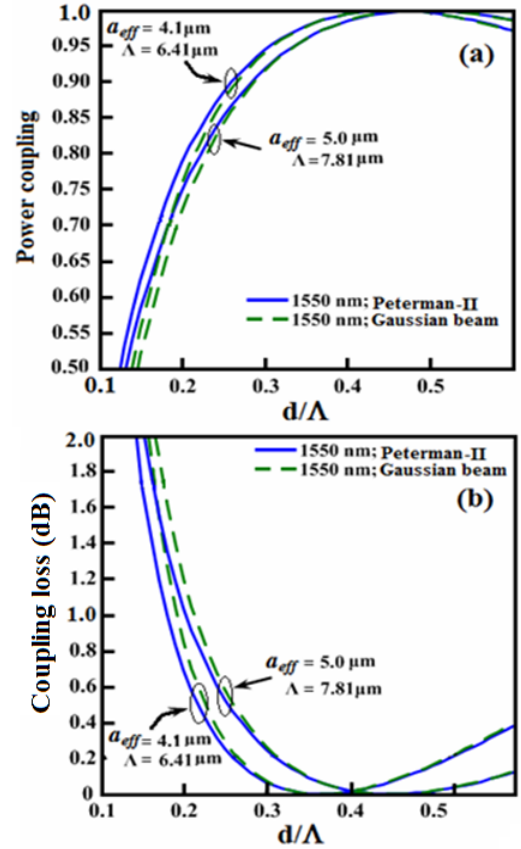 1.0
0.95
0.90
0.85
0.80
0.75
0.70
0.65
0.60
0.55
0.50
Power coupling
(a)
a_eff = 4.1μm
Λ = 6.41μm
a_eff = 5.0 μm
Λ=7.81μm
1550 nm; Peterman-II
1550 nm; Gaussian beam
0.1 0.2 0.3 0.4 0.5
d/Λ
2.0
1.8
1.6
1.4
1.2
1.0
0.8
0.6
0.4
0.2
0
Coupling loss (dB)
1550 nm; Peterman-II
1550 nm; Gaussian beam
(b)
a_eff = 5.0 μm
Λ = 7.81μm
a_eff = 4.1μm
Λ = 6.41μm
0.1 0.2 0.3 0.4 0.5
d/Λ